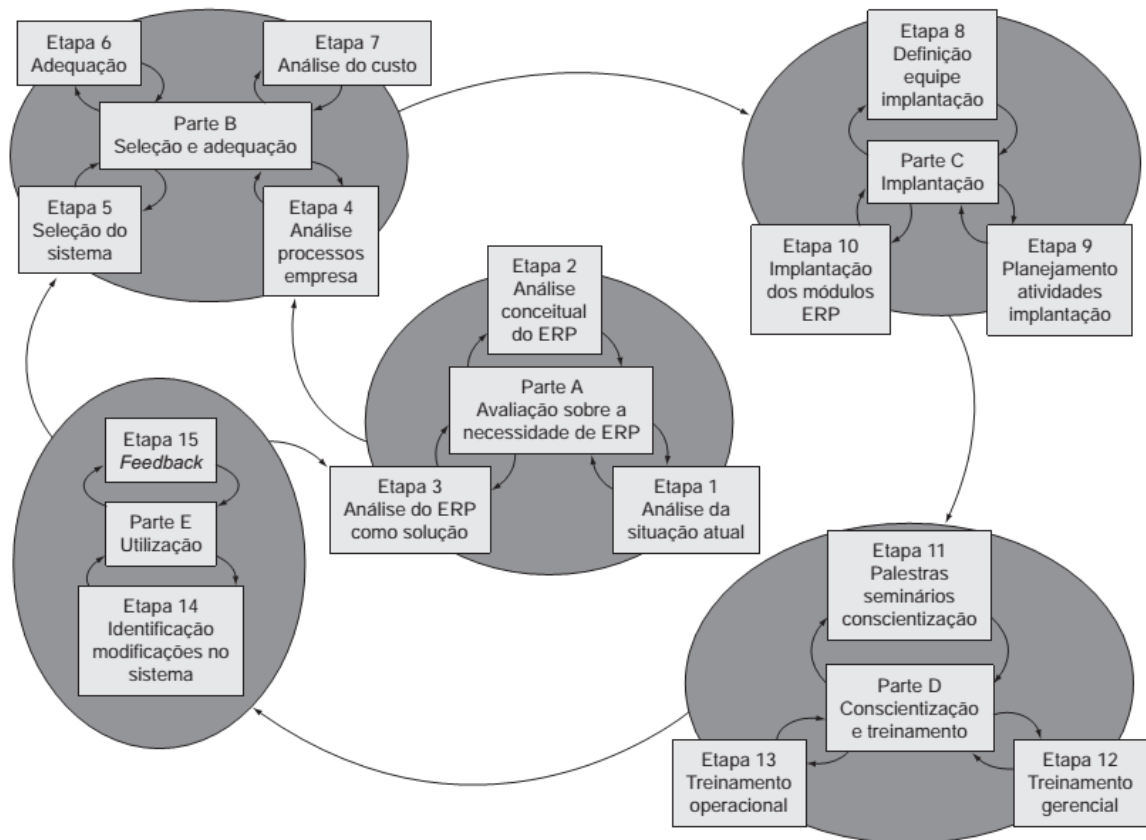 Etapa 6
Adequação
Etapa 7
Análise do custo
Parte B
Seleção e adequação
Etapa 5
Seleção do
sistema
Etapa 4
Análise
processos
empresa
Etapa 8
Definição
equipe
implantação
Parte C
Implantação
Etapa 10
Implantação
dos módulos
ERP
Etapa 9
Planejamento
atividades
implantação
Etapa 2
Análise
conceitual
do ERP
Parte A
Avaliação sobre a
necessidade de ERP
Etapa 3
Análise do ERP
como solução
Etapa 1
Análise da
situação atual
Etapa 15
Feedback
Parte E
Utilização
Etapa 14
Identificação
modificações no
sistema
Etapa 11
Palestras
seminários
conscientização
Parte D
Conscientização
e treinamento
Etapa 13
Treinamento
operacional
Etapa 12
Treinamento
gerencial